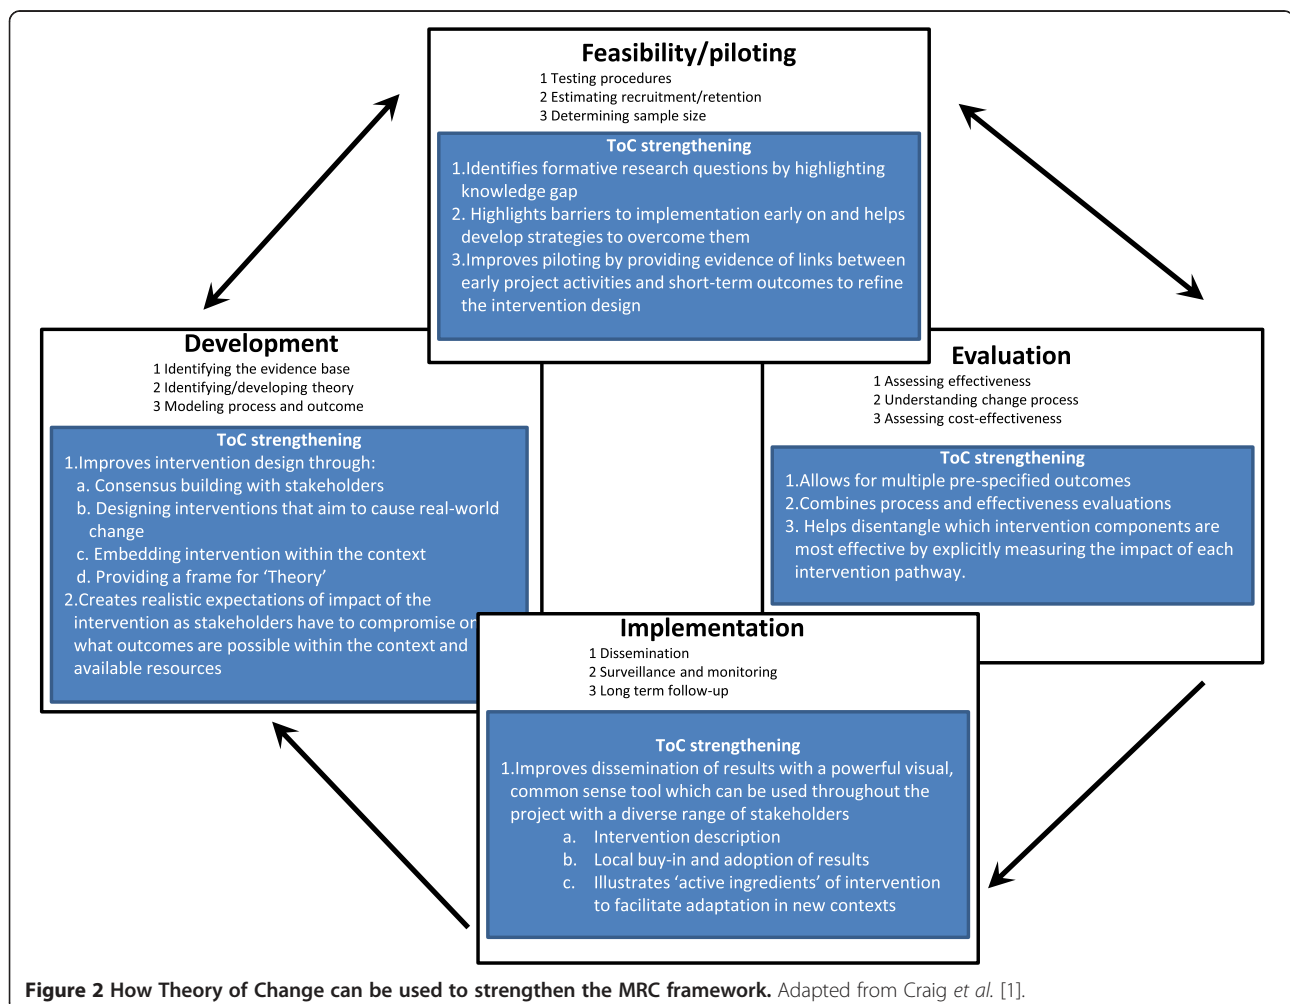 Feasibility/piloting
1 Testing procedures
2 Estimating recruitment/retention
3 Determining sample size
ToC strengthening
1.Identifies formative research questions by highlighting
knowledge gap
2. Highlights barriers to implementation early on and helps
develop strategies to overcome them
3.Improves piloting by providing evidence of links between
early project activities and short-term outcomes to refine
the intervention design
Development
1 Identifying the evidence base
2 Identifying/developing theory
3 Modeling process and outcome
ToC strengthening
1.Improves intervention design through:
a. Consensus building with stakeholders
b. Designing interventions that aim to cause real-world
change
c. Embedding intervention within the context
d. Providing a frame for ‘Theory’
2.Creates realistic expectations of impact of the
intervention as stakeholders have to compromise on
what outcomes are possible within the context and
available resources
Evaluation
1 Assessing effectiveness
2 Understanding change process
3 Assessing cost-effectiveness
ToC strengthening
1.Allows for multiple pre-specified outcomes
2.Combines process and effectiveness evaluations
3. Helps disentangle which intervention components are
most effective by explicitly measuring the impact of each
intervention pathway.
Implementation
1 Dissemination
2 Surveillance and monitoring
3 Long term follow-up
ToC strengthening
1.Improves dissemination of results with a powerful visual,
common sense tool which can be used throughout the
project with a diverse range of stakeholders
a. Intervention description
b. Local buy-in and adoption of results
c. Illustrates ‘active ingredients’ of intervention
to facilitate adaptation in new contexts
Figure 2 How Theory of Change can be used to strengthen the MRC framework. Adapted from Craig et al. [1].